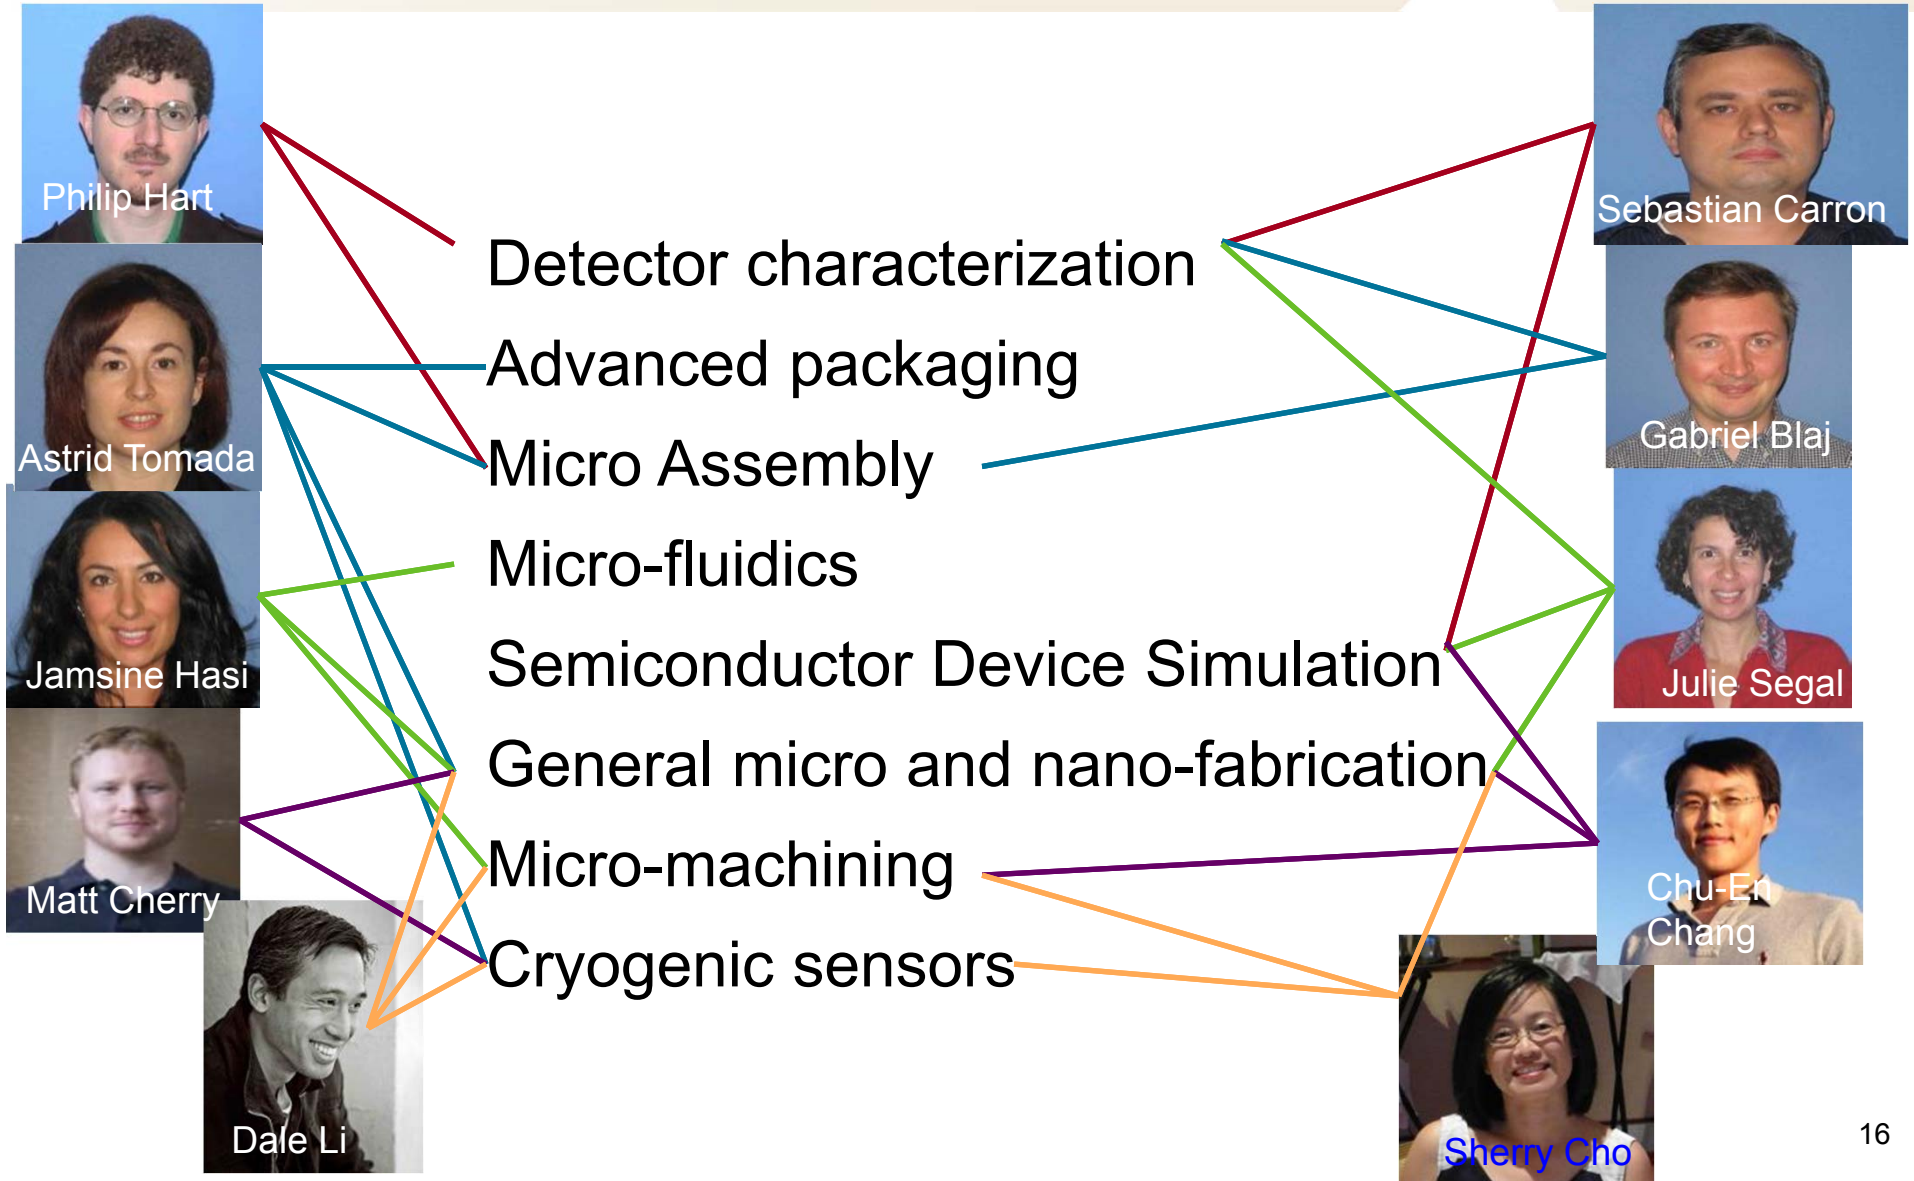 Philip Hart
Sebastian Carron
Detector characterization
Advanced packaging
Astrid Tomada
Gabriel Blaj
Micro Assembly
Micro-fluidics
Semiconductor Device Simulation
Jamsine Hasi
Julie Segal
General micro and nano-fabrication
Micro-machining
Matt Cherry
Chu-En
Chang
Cryogenic sensors
Dale Li
Sherry Cho
16